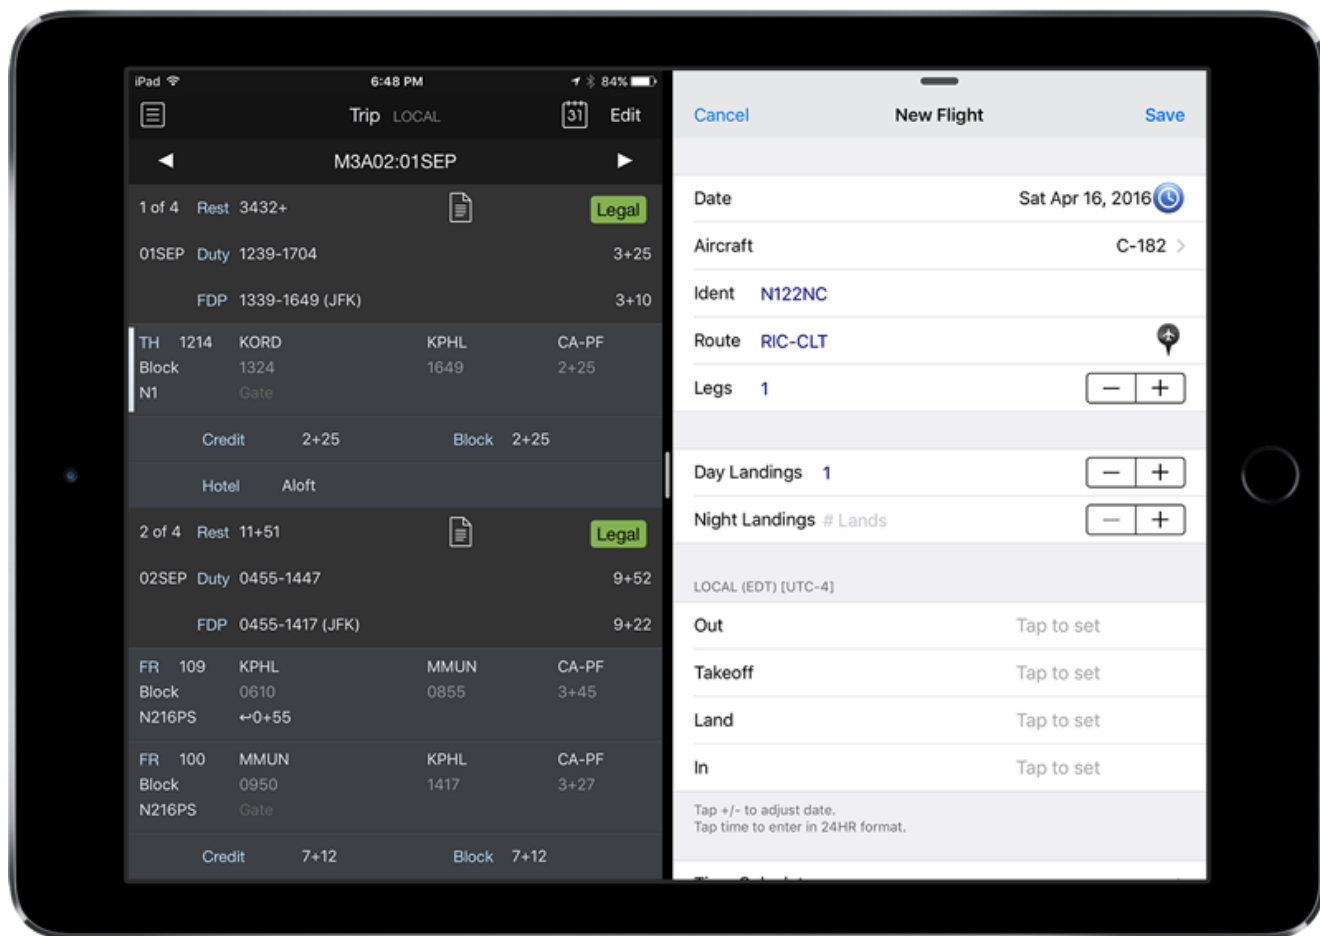 iPad 6:48 PM 84%
Trip LOCAL 31 Edit
M3A02:01SEP
1 of 4 Rest 3432+ Legal
01SEP Duty 1239-1704 3+25
FDP 1339-1649 (JFK) 3+10
TH 1214 KORD KPHL CA-PF
Block 1324 1649 2+25
N1 Gate
Credit 2+25 Block 2+25
Hotel Aloft
2 of 4 Rest 11+51 Legal
02SEP Duty 0455-1447 9+52
FDP 0455-1417 (JFK) 9+22
FR 109 KPHL MMUN CA-PF
Block 0610 0855 3+45
N216PS ↩0+55
FR 100 MMUN KPHL CA-PF
Block 0950 1417 3+27
N216PS Gate
Credit 7+12 Block 7+12
Cancel New Flight Save
Date Sat Apr 16, 2016
Aircraft C-182 >
Ident N122NC
Route RIC-CLT
Legs 1 − +
Day Landings 1 − +
Night Landings # Lands − +
LOCAL (EDT) [UTC-4]
Out Tap to set
Takeoff Tap to set
Land Tap to set
In Tap to set
Tap +/- to adjust date.
Tap time to enter in 24HR format.